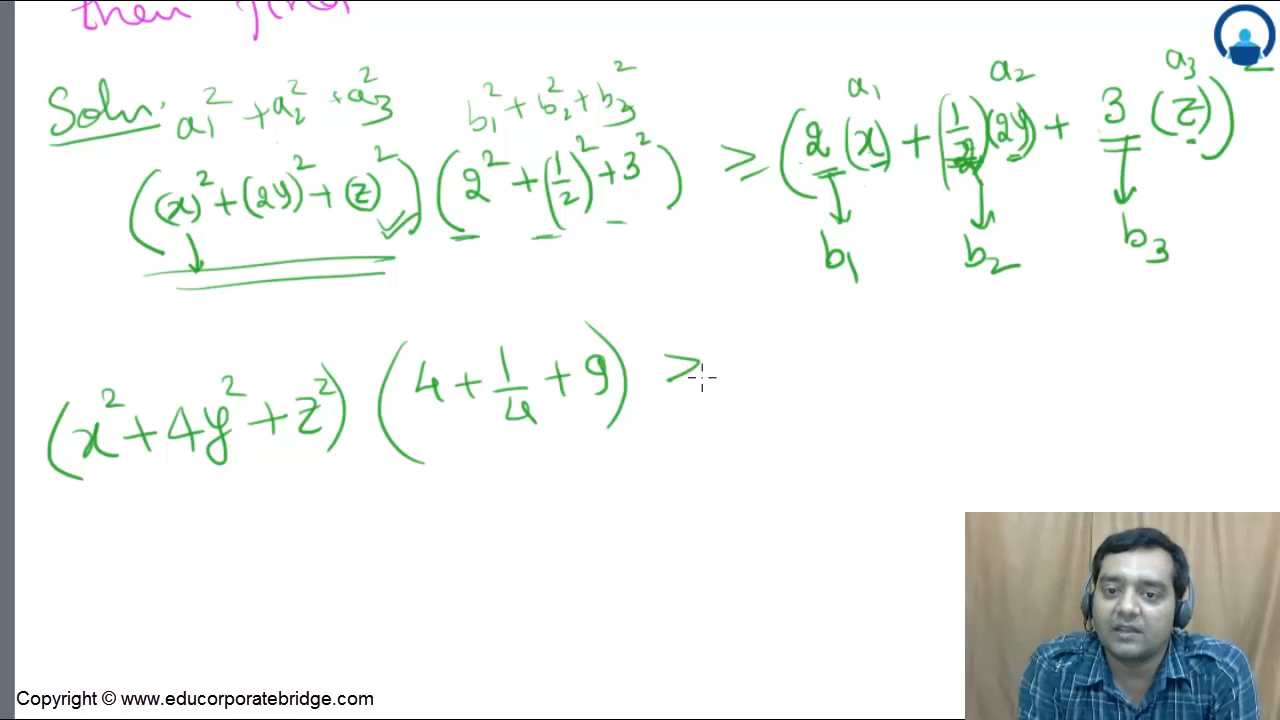 then find
Soln. a₁² + a₂² + a₃² b₁² + b₂² + b₃² a₁ a₂ a₃
((x)² + (2y)² + (z)²) (2² + (1/2)² + 3²) ≥ (2 (x) + (1/2)(2y) + 3 (z))²
b₁ b₂ b₃
(x² + 4y² + z²) (4 + 1/4 + 9) >
Copyright © www.educorporatebridge.com